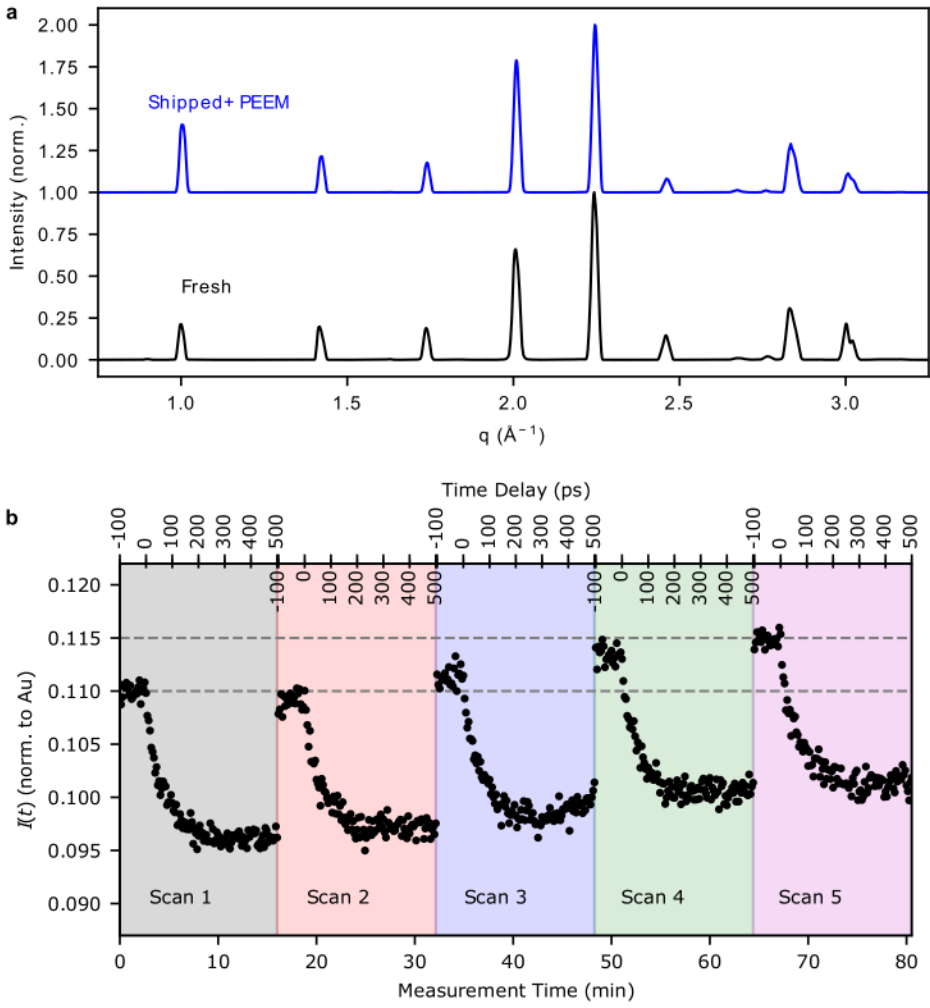 a
2.00
1.75
1.50
1.25
1.00
0.75
0.50
0.25
0.00
Intensity (norm.)
Shipped+ PEEM
Fresh
1.0 1.5 2.0 2.5 3.0
q (Å⁻¹)
b
Time Delay (ps)
-100 0 100 200 300 400 500
-100 0 100 200 300 400 500
-100 0 100 200 300 400 500
-100 0 100 200 300 400 500
-100 0 100 200 300 400 500
0.120
0.115
0.110
0.105
0.100
0.095
0.090
I(t) (norm. to Au)
Scan 1 Scan 2 Scan 3 Scan 4 Scan 5
0 10 20 30 40 50 60 70 80
Measurement Time (min)